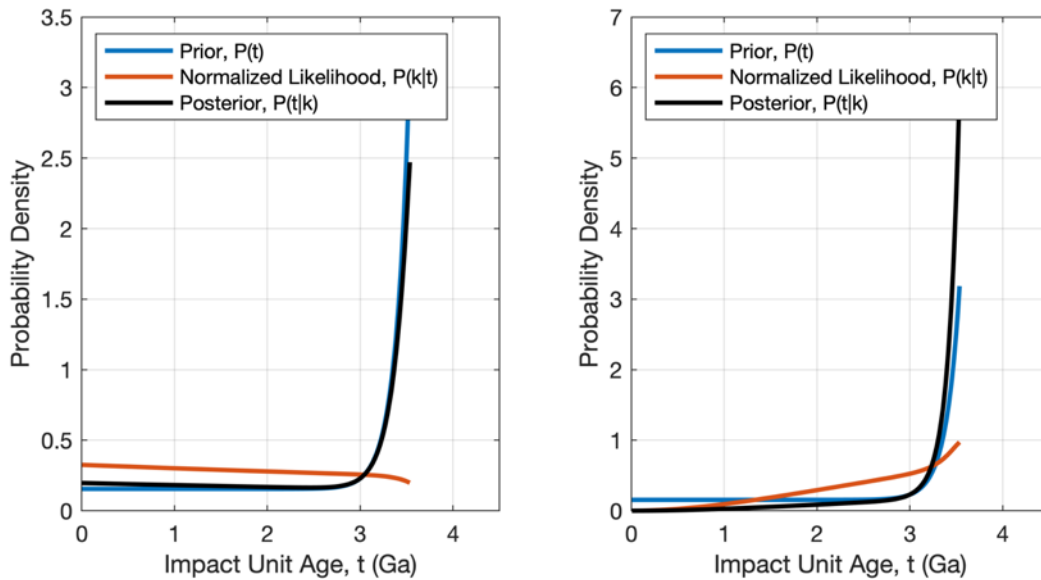 3.5
3
2.5
2
1.5
1
0.5
0
Probability Density
Prior, P(t)
Normalized Likelihood, P(k|t)
Posterior, P(t|k)
0 1 2 3 4
Impact Unit Age, t (Ga)
7
6
5
4
3
2
1
0
Probability Density
Prior, P(t)
Normalized Likelihood, P(k|t)
Posterior, P(t|k)
0 1 2 3 4
Impact Unit Age, t (Ga)